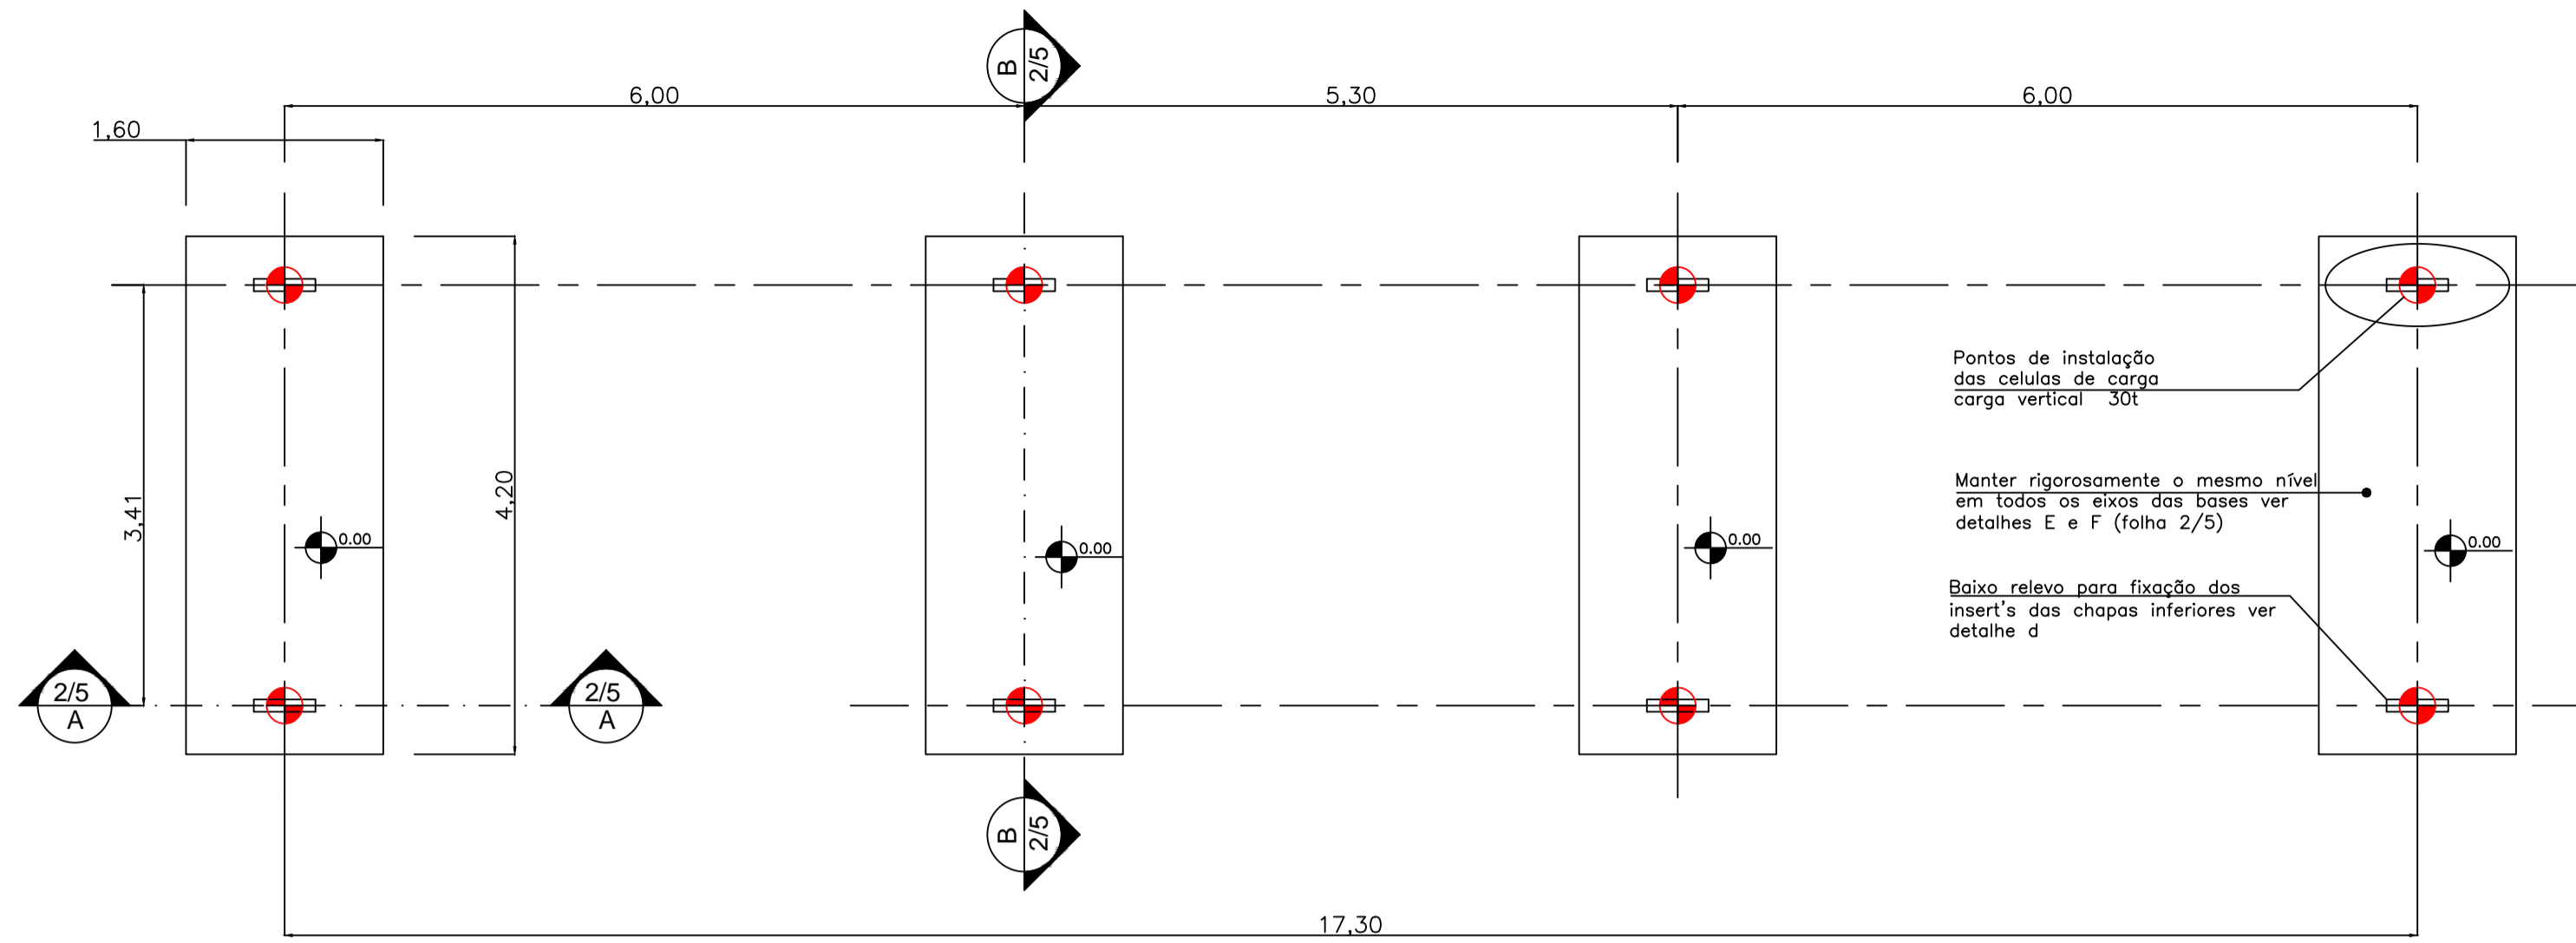 B
2/5
6,00
5,30
6,00
1,60
Pontos de instalação
das celulas de carga
carga vertical 30t
3,41
4,20
Manter rigorosamente o mesmo nível
em todos os eixos das bases ver
detalhes E e F (folha 2/5)
0.00
0.00
0.00
0.00
Baixo relevo para fixação dos
insert's das chapas inferiores ver
detalhe d
2/5
A
2/5
A
B
2/5
17,30